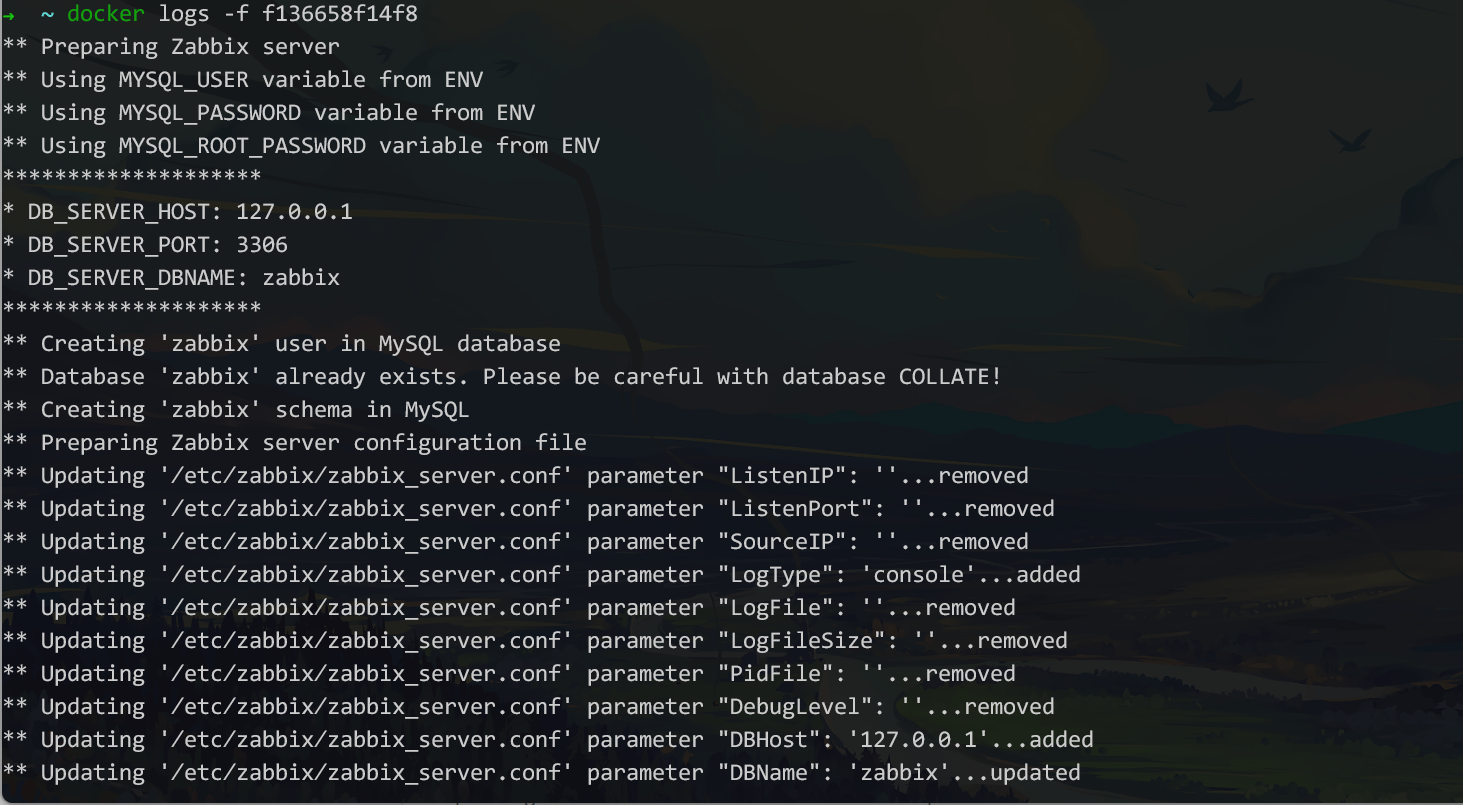 → ~ docker logs -f f136658f14f8
** Preparing Zabbix server
** Using MYSQL_USER variable from ENV
** Using MYSQL_PASSWORD variable from ENV
** Using MYSQL_ROOT_PASSWORD variable from ENV
********************
* DB_SERVER_HOST: 127.0.0.1
* DB_SERVER_PORT: 3306
* DB_SERVER_DBNAME: zabbix
********************
** Creating 'zabbix' user in MySQL database
** Database 'zabbix' already exists. Please be careful with database COLLATE!
** Creating 'zabbix' schema in MySQL
** Preparing Zabbix server configuration file
** Updating '/etc/zabbix/zabbix_server.conf' parameter "ListenIP": ''...removed
** Updating '/etc/zabbix/zabbix_server.conf' parameter "ListenPort": ''...removed
** Updating '/etc/zabbix/zabbix_server.conf' parameter "SourceIP": ''...removed
** Updating '/etc/zabbix/zabbix_server.conf' parameter "LogType": 'console'...added
** Updating '/etc/zabbix/zabbix_server.conf' parameter "LogFile": ''...removed
** Updating '/etc/zabbix/zabbix_server.conf' parameter "LogFileSize": ''...removed
** Updating '/etc/zabbix/zabbix_server.conf' parameter "PidFile": ''...removed
** Updating '/etc/zabbix/zabbix_server.conf' parameter "DebugLevel": ''...removed
** Updating '/etc/zabbix/zabbix_server.conf' parameter "DBHost": '127.0.0.1'...added
** Updating '/etc/zabbix/zabbix_server.conf' parameter "DBName": 'zabbix'...updated